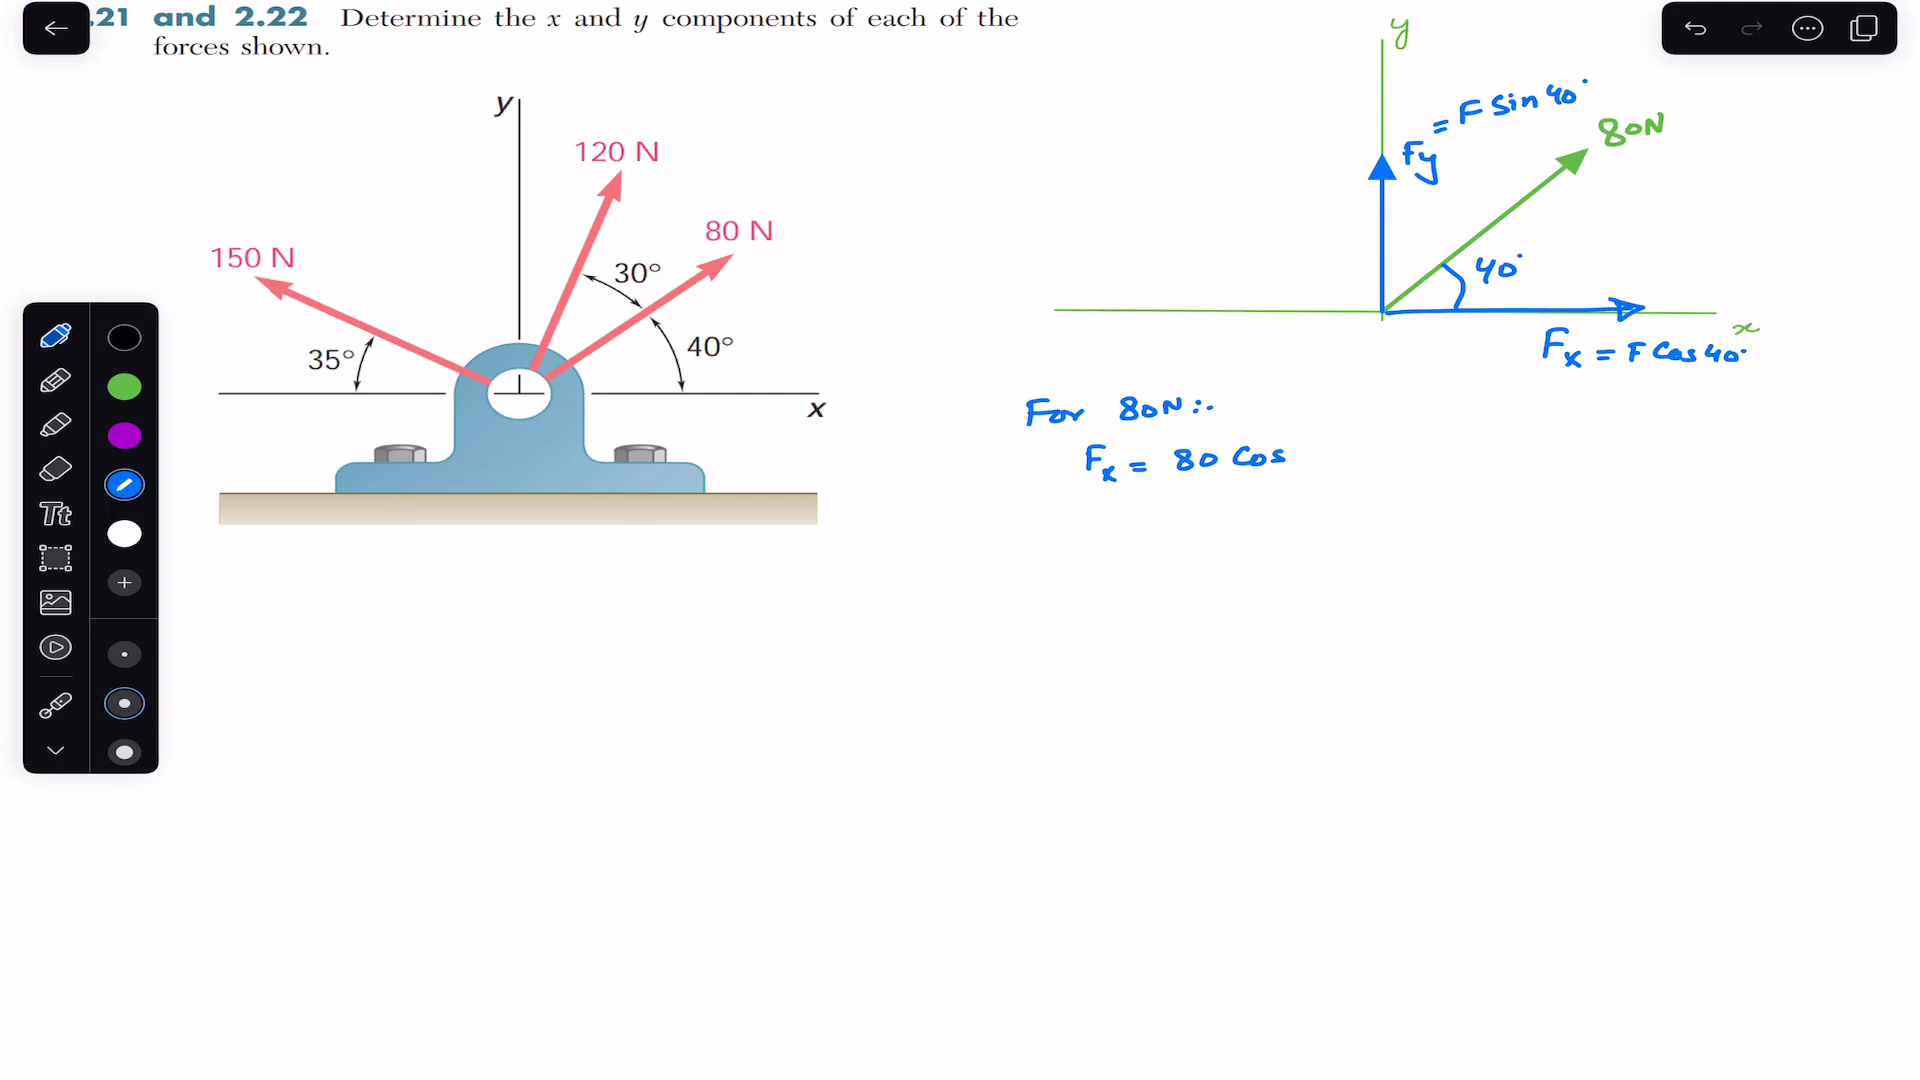 .21 and 2.22 Determine the x and y components of each of the
forces shown.
y
120 N
80 N
150 N
30°
35°
40°
x
Tt
y
= F Sin 40°
Fy
80N
40°
x
Fx = F Cos 40°
For 80N :-
Fx = 80 Cos